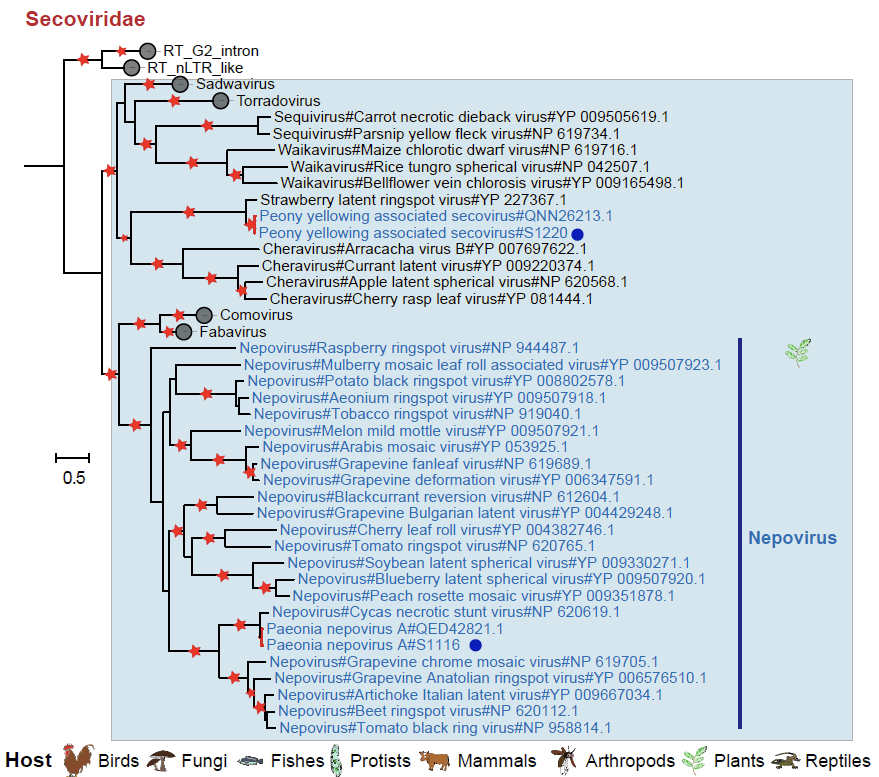 Secoviridae
RT_G2_intron
RT_nLTR_like
Sadwavirus
Torradovirus
Sequivirus#Carrot necrotic dieback virus#YP 009505619.1
Sequivirus#Parsnip yellow fleck virus#NP 619734.1
Waikavirus#Maize chlorotic dwarf virus#NP 619716.1
Waikavirus#Rice tungro spherical virus#NP 042507.1
Waikavirus#Bellflower vein chlorosis virus#YP 009165498.1
Strawberry latent ringspot virus#YP 227367.1
Peony yellowing associated secovirus#QNN26213.1
Peony yellowing associated secovirus#S1220
Cheravirus#Arracacha virus B#YP 007697622.1
Cheravirus#Currant latent virus#YP 009220374.1
Cheravirus#Apple latent spherical virus#NP 620568.1
Cheravirus#Cherry rasp leaf virus#YP 081444.1
Comovirus
Fabavirus
Nepovirus#Raspberry ringspot virus#NP 944487.1
Nepovirus#Mulberry mosaic leaf roll associated virus#YP 009507923.1
Nepovirus#Potato black ringspot virus#YP 008802578.1
Nepovirus#Aeonium ringspot virus#YP 009507918.1
Nepovirus#Tobacco ringspot virus#NP 919040.1
Nepovirus#Melon mild mottle virus#YP 009507921.1
Nepovirus#Arabis mosaic virus#YP 053925.1
Nepovirus#Grapevine fanleaf virus#NP 619689.1
Nepovirus#Grapevine deformation virus#YP 006347591.1
0.5
Nepovirus#Blackcurrant reversion virus#NP 612604.1
Nepovirus#Grapevine Bulgarian latent virus#YP 004429248.1
Nepovirus#Cherry leaf roll virus#YP 004382746.1
Nepovirus
Nepovirus#Tomato ringspot virus#NP 620765.1
Nepovirus#Soybean latent spherical virus#YP 009330271.1
Nepovirus#Blueberry latent spherical virus#YP 009507920.1
Nepovirus#Peach rosette mosaic virus#YP 009351878.1
Nepovirus#Cycas necrotic stunt virus#NP 620619.1
Paeonia nepovirus A#QED42821.1
Paeonia nepovirus A#S1116
Nepovirus#Grapevine chrome mosaic virus#NP 619705.1
Nepovirus#Grapevine Anatolian ringspot virus#YP 006576510.1
Nepovirus#Artichoke Italian latent virus#YP 009667034.1
Nepovirus#Beet ringspot virus#NP 620112.1
Nepovirus#Tomato black ring virus#NP 958814.1
Host Birds Fungi Fishes Protists Mammals Arthropods Plants Reptiles